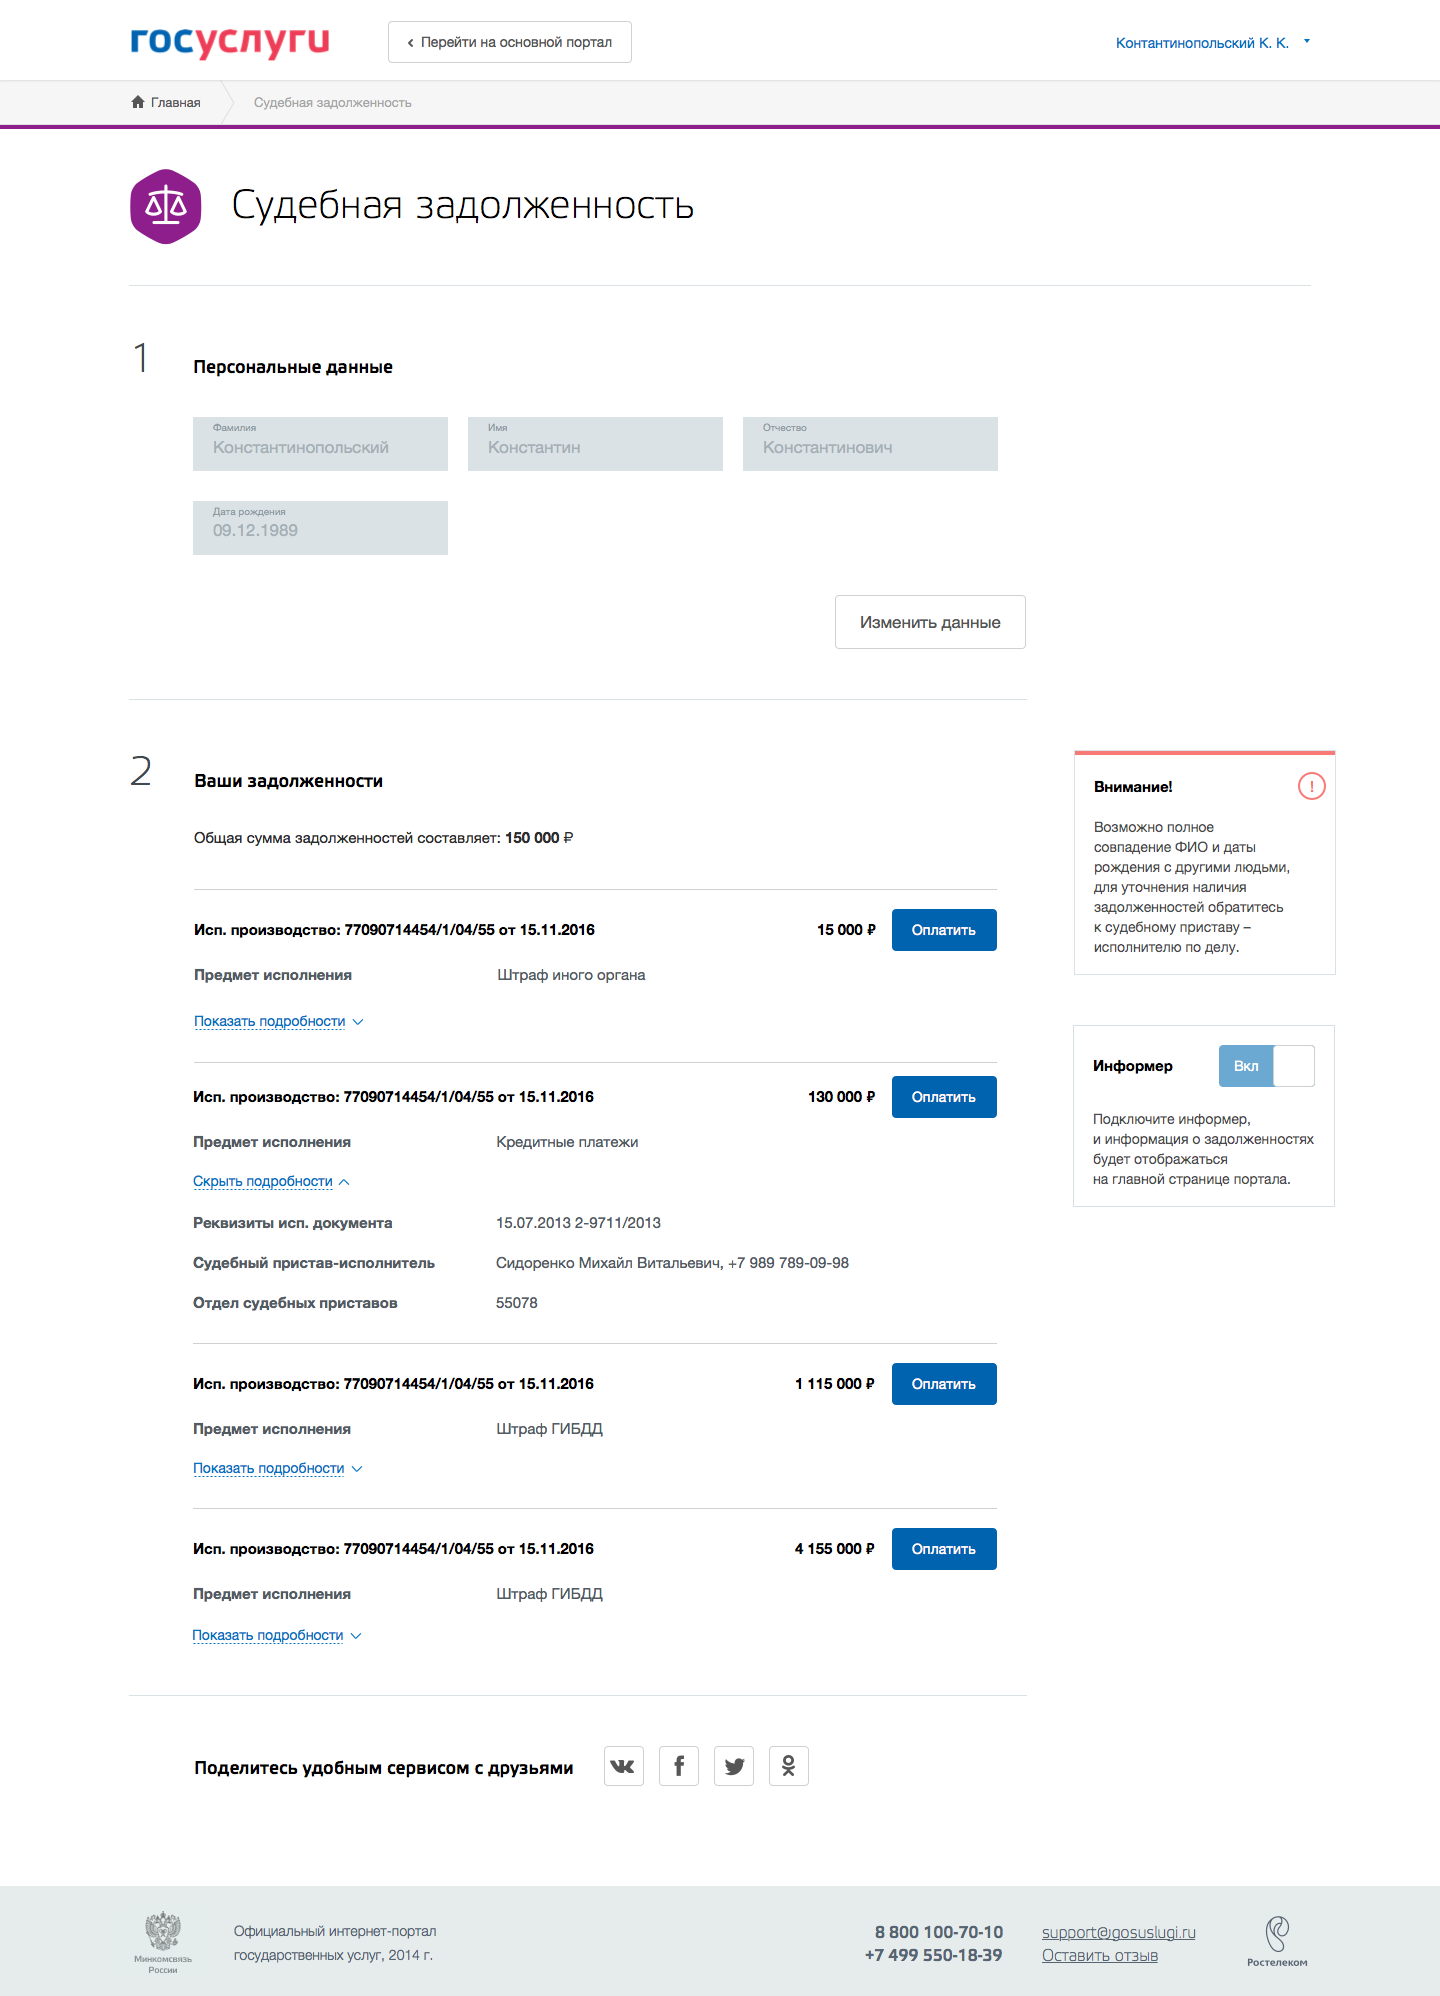 госуслуги
Перейти на основной портал
Контантинопольский К. К.
Главная
Судебная задолженность
Судебная задолженность
1
Персональные данные
Фамилия
Константинопольский
Имя
Константин
Отчество
Константинович
Дата рождения
09.12.1989
Изменить данные
2
Ваши задолженности
Общая сумма задолженностей составляет: 150 000 ₽
Исп. производство: 77090714454/1/04/55 от 15.11.2016
15 000 ₽
Оплатить
Предмет исполнения
Штраф иного органа
Показать подробности
Исп. производство: 77090714454/1/04/55 от 15.11.2016
130 000 ₽
Оплатить
Предмет исполнения
Кредитные платежи
Скрыть подробности
Реквизиты исп. документа
15.07.2013 2-9711/2013
Судебный пристав-исполнитель
Сидоренко Михайл Витальевич, +7 989 789-09-98
Отдел судебных приставов
55078
Исп. производство: 77090714454/1/04/55 от 15.11.2016
1 115 000 ₽
Оплатить
Предмет исполнения
Штраф ГИБДД
Показать подробности
Исп. производство: 77090714454/1/04/55 от 15.11.2016
4 155 000 ₽
Оплатить
Предмет исполнения
Штраф ГИБДД
Показать подробности
Внимание!
!
Возможно полное
совпадение ФИО и даты
рождения с другими людьми,
для уточнения наличия
задолженностей обратитесь
к судебному приставу –
исполнителю по делу.
Информер
Вкл
Подключите информер,
и информация о задолженностях
будет отображаться
на главной странице портала.
Поделитесь удобным сервисом с друзьями
Минкомсвязь
России
Официальный интернет-портал
государственных услуг, 2014 г.
8 800 100-70-10
+7 499 550-18-39
support@gosuslugi.ru
Оставить отзыв
Ростелеком